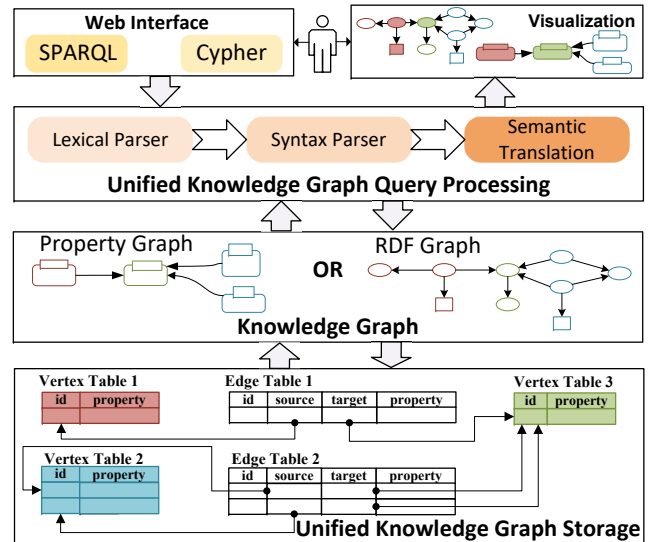 Web Interface
SPARQL
Cypher
Visualization
Lexical Parser
Syntax Parser
Semantic
Translation
Unified Knowledge Graph Query Processing
Property Graph
OR
RDF Graph
Knowledge Graph
Vertex Table 1
id property
Edge Table 1
id source target property
Vertex Table 3
id property
Vertex Table 2
id property
Edge Table 2
id source target property
Unified Knowledge Graph Storage